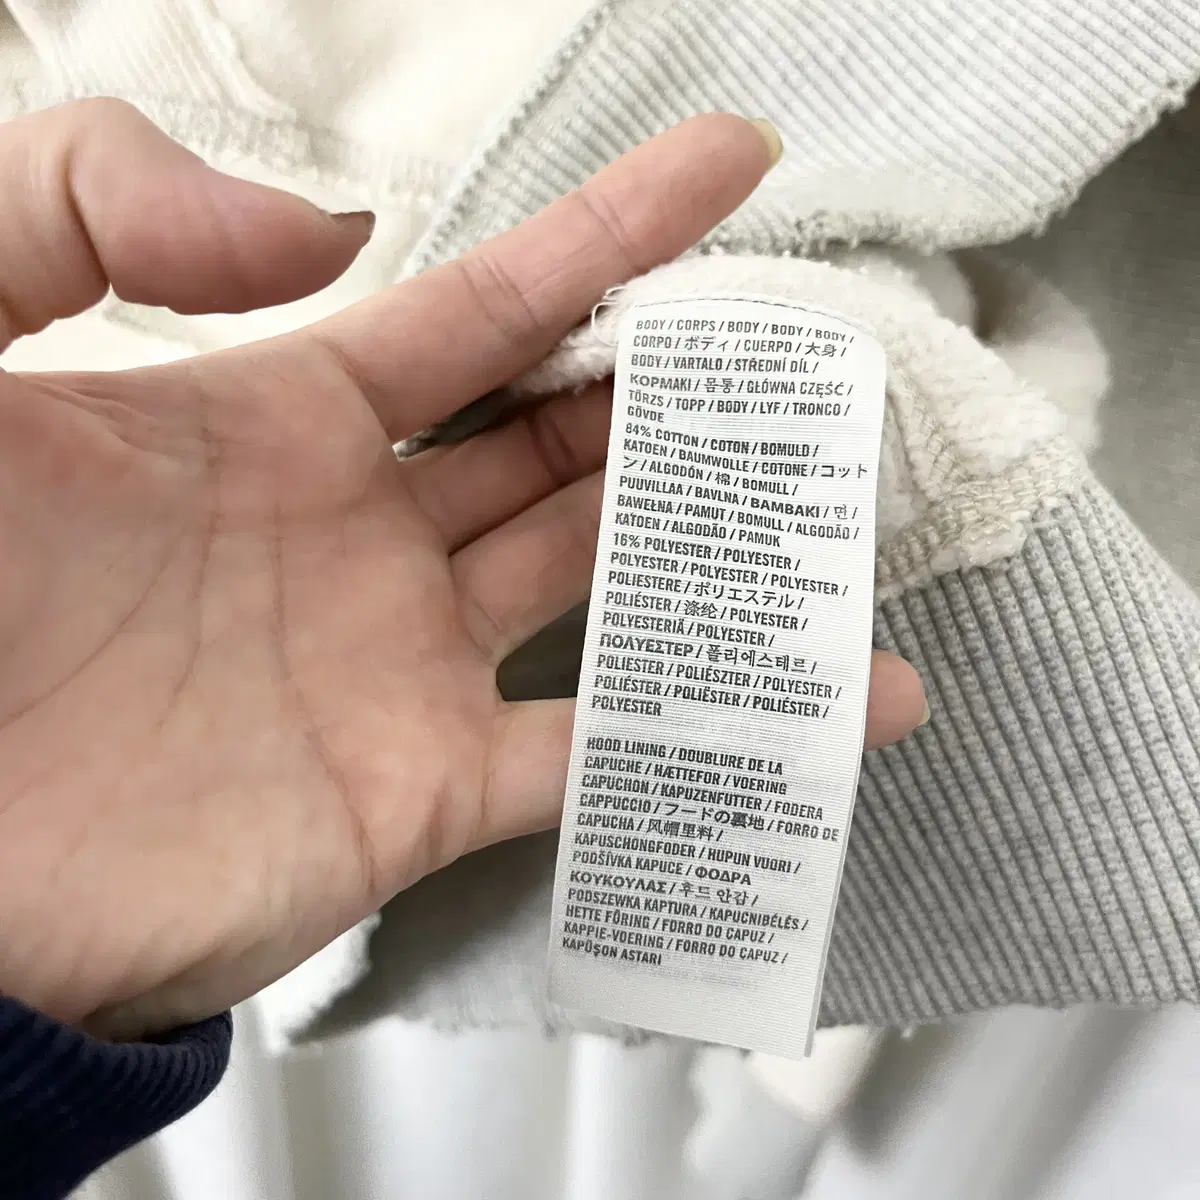 BODY / CORPS / BODY / BODY / BODY /
CORPO / ボディ / CUERPO / 大身 /
BODY / VARTALO / STŘEDNÍ DÍL /
ΚΟΡΜΑΚΙ / 몸통 / GŁÓWNA CZĘŚĆ /
TÖRZS / TOPP / BODY / LYF / TRONCO /
GÖVDE
84% COTTON / COTON / BOMULD /
KATOEN / BAUMWOLLE / COTONE / コット
ン / ALGODÓN / 棉 / BOMULL /
PUUVILLAA / BAVLNA / ΒΑΜΒΑΚΙ / 면 /
BAWEŁNA / PAMUT / BOMULL / ALGODÃO /
KATOEN / ALGODÃO / PAMUK
16% POLYESTER / POLYESTER /
POLYESTER / POLYESTER / POLYESTER /
POLIESTERE / ポリエステル /
POLIÉSTER / 涤纶 / POLYESTER /
POLYESTERIÄ / POLYESTER /
ΠΟΛΥΕΣΤΕΡ / 폴리에스테르 /
POLIESTER / POLIÉSZTER / POLYESTER /
POLIÉSTER / POLIËSTER / POLIÉSTER /
POLYESTER
HOOD LINING / DOUBLURE DE LA
CAPUCHE / HÆTTEFOR / VOERING
CAPUCHON / KAPUZENFUTTER / FODERA
CAPPUCCIO / フードの裏地 / FORRO DE
CAPUCHA / 风帽里料 /
KAPUSCHONGFODER / HUPUN VUORI /
PODŠÍVKA KAPUCE / ΦΟΔΡΑ
ΚΟΥΚΟΥΛΑΣ / 후드 안감 /
PODSZEWKA KAPTURA / KAPUCNIBÉLÉS /
HETTE FÔRING / FORRO DO CAPUZ /
KAPPIE-VOERING / FORRO DO CAPUZ /
KAPÜŞON ASTARI